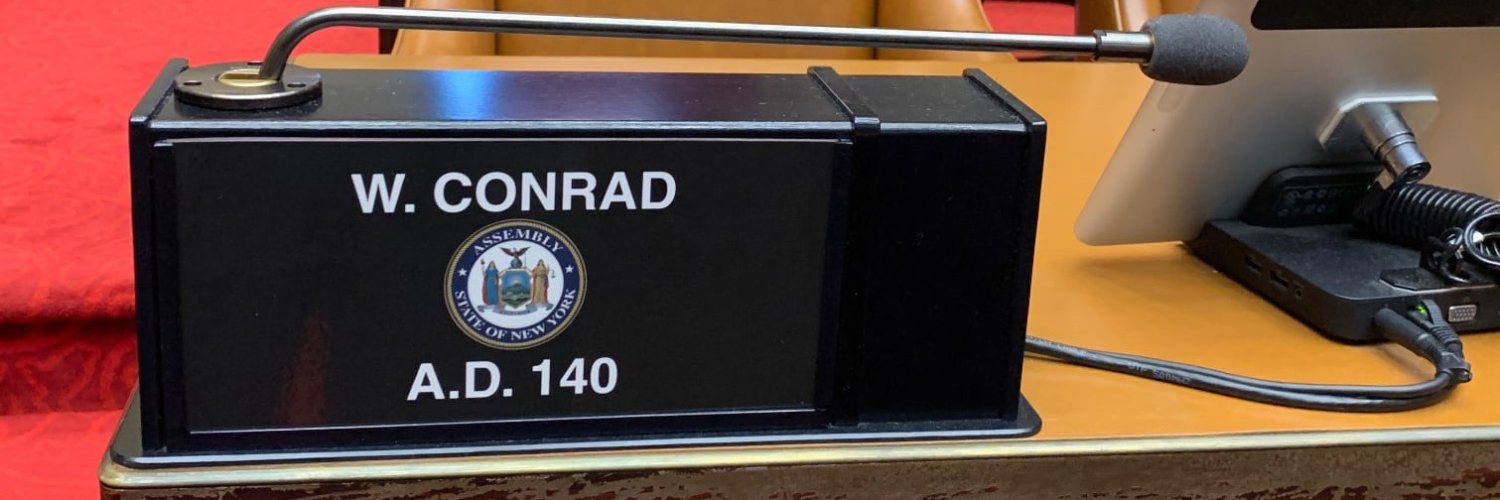 W. CONRAD
ASSEMBLY
STATE OF NEW YORK
A.D. 140